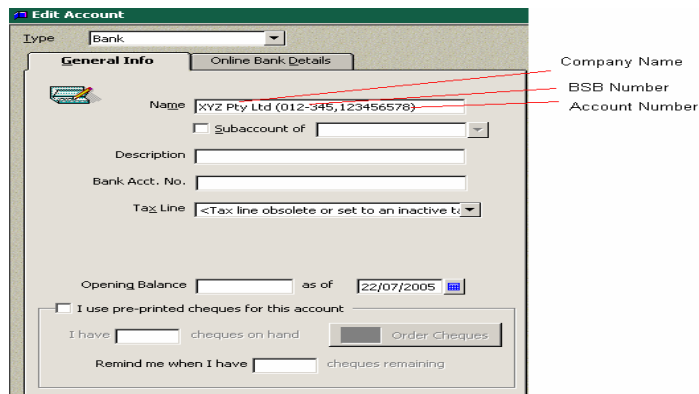 Edit Account
Type Bank
General Info Online Bank Details
Company Name
BSB Number
Name XYZ Pty Ltd (012-345,123456578)
Account Number
Subaccount of
Description
Bank Acct. No.
Tax Line <Tax line obsolete or set to an inactive ta
Opening Balance as of 22/07/2005
I use pre-printed cheques for this account
I have cheques on hand Order Cheques
Remind me when I have cheques remaining